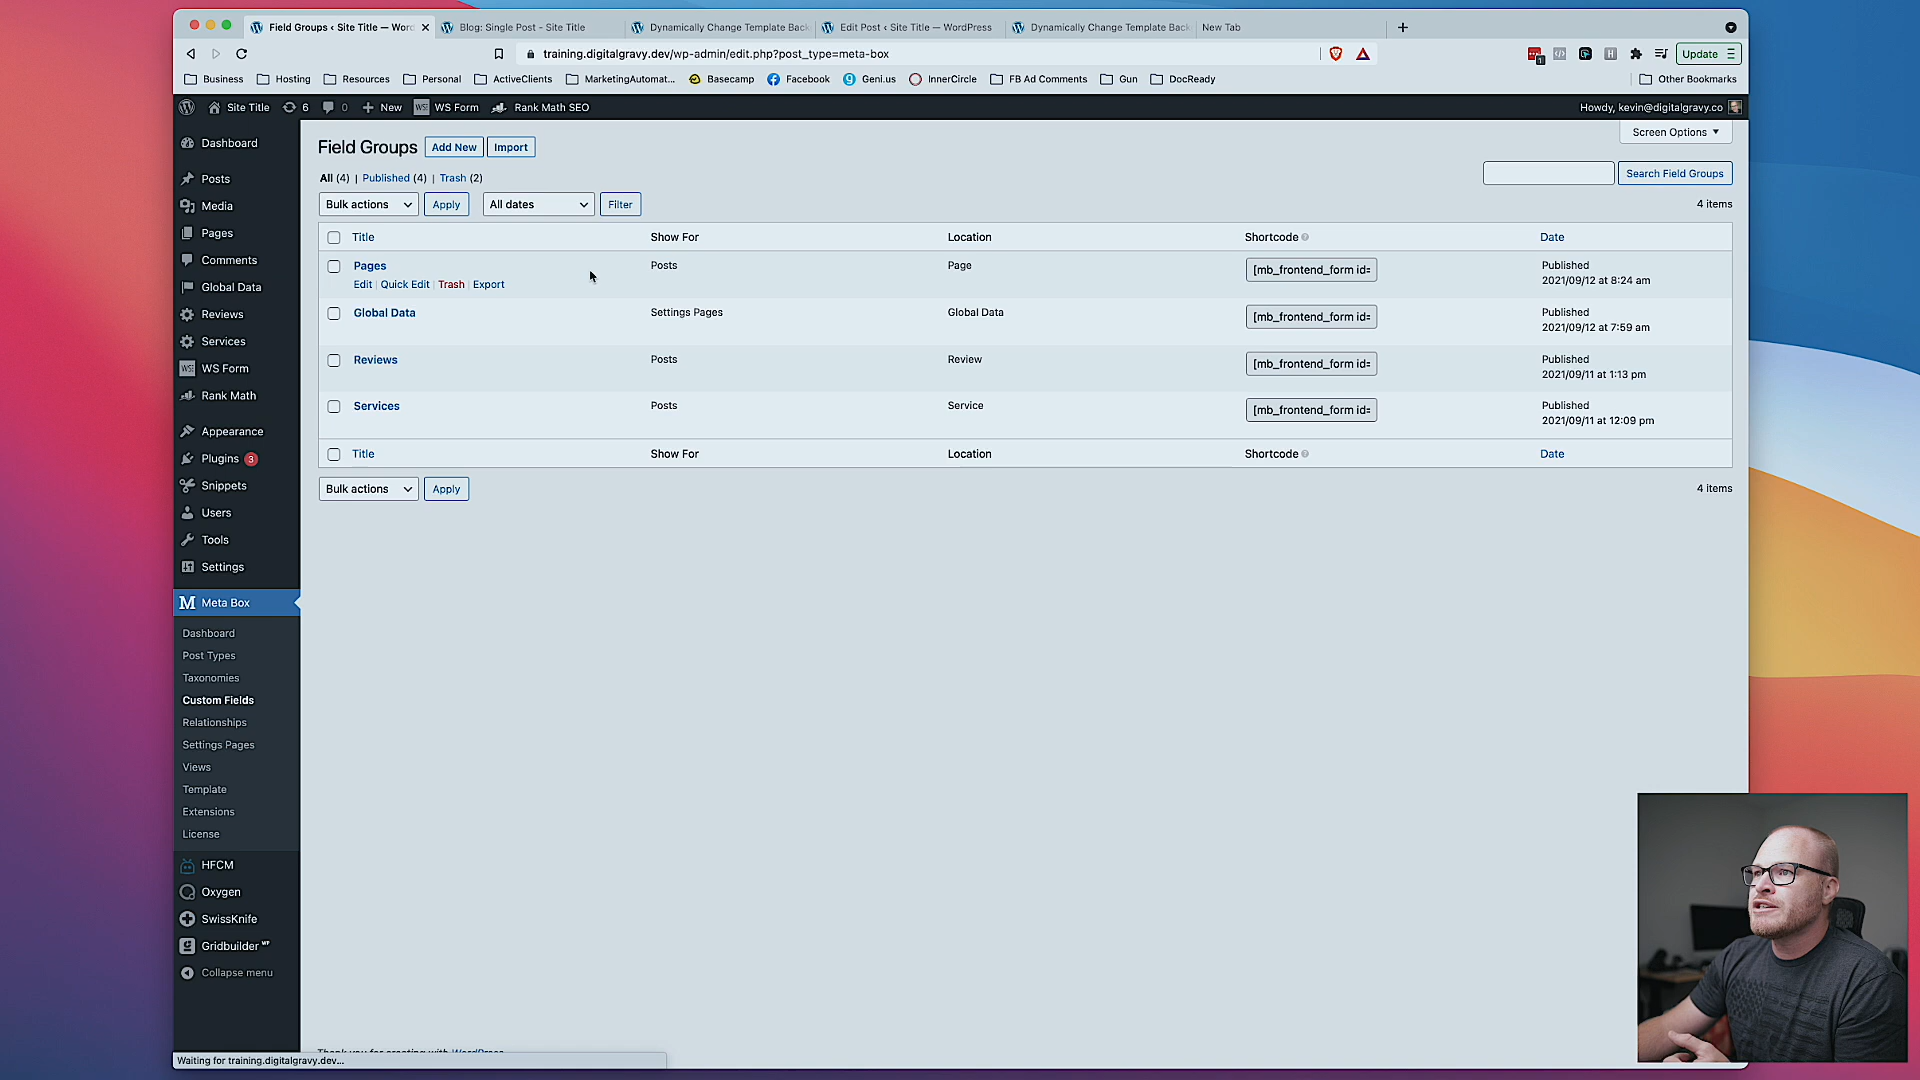 Field Groups ‹ Site Title — Word
Blog: Single Post - Site Title
Dynamically Change Template Back
Edit Post ‹ Site Title — WordPress
Dynamically Change Template Back
New Tab
training.digitalgravy.dev/wp-admin/edit.php?post_type=meta-box
Update
Business
Hosting
Resources
Personal
ActiveClients
MarketingAutomat...
Basecamp
Facebook
Geni.us
InnerCircle
FB Ad Comments
Gun
DocReady
Other Bookmarks
Site Title
6
0
New
WS Form
Rank Math SEO
Howdy, kevin@digitalgravy.co
Dashboard
Posts
Media
Pages
Comments
Global Data
Reviews
Services
WS Form
Rank Math
Appearance
Plugins 3
Snippets
Users
Tools
Settings
Meta Box
Dashboard
Post Types
Taxonomies
Custom Fields
Relationships
Settings Pages
Views
Template
Extensions
License
HFCM
Oxygen
SwissKnife
Gridbuilder WP
Collapse menu
Screen Options
Field Groups
Add New
Import
All (4) | Published (4) | Trash (2)
Search Field Groups
Bulk actions
Apply
All dates
Filter
4 items
Title Show For Location Shortcode Date
Pages Posts Page [mb_frontend_form id= Published
Edit | Quick Edit | Trash | Export 2021/09/12 at 8:24 am
Global Data Settings Pages Global Data [mb_frontend_form id= Published
2021/09/12 at 7:59 am
Reviews Posts Review [mb_frontend_form id= Published
2021/09/11 at 1:13 pm
Services Posts Service [mb_frontend_form id= Published
2021/09/11 at 12:09 pm
Title Show For Location Shortcode Date
Bulk actions
Apply
4 items
Thank you for creating with WordPress
Waiting for training.digitalgravy.dev...